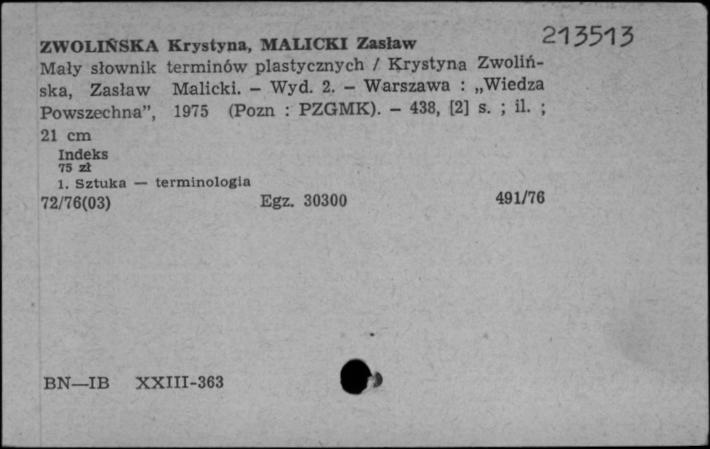 213513
ZWOLIŃSKA Krystyna, MALICKI Zasław
Mały słownik terminów plastycznych / Krystyna Zwoliń-
ska, Zasław Malicki. — Wyd. 2. — Warszawa : „Wiedza
Powszechna”, 1975 (Pozn : PZGMK). — 438, [2] s. ; il. ;
21 cm
Indeks
75 zł
1. Sztuka — terminologia
72/76(03) Egz. 30300 491/76
BN—IB XXIII-363